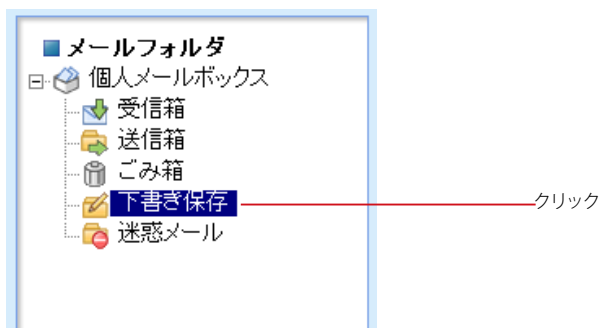 メールフォルダ
個人メールボックス
受信箱
送信箱
ごみ箱
下書き保存
クリック
迷惑メール